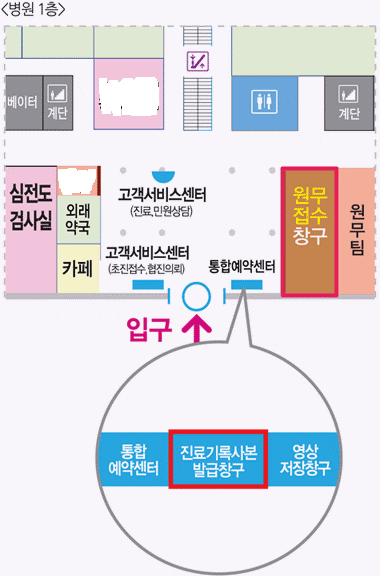 <병원 1층>
베이터
계단
계단
심전도
검사실
외래
약국
카페
고객서비스센터
(진료,민원상담)
고객서비스센터
(초진접수,협진의뢰)
통합예약센터
원무
접수
창구
원무팀
입구
통합
예약센터
진료기록사본
발급창구
영상
저장창구